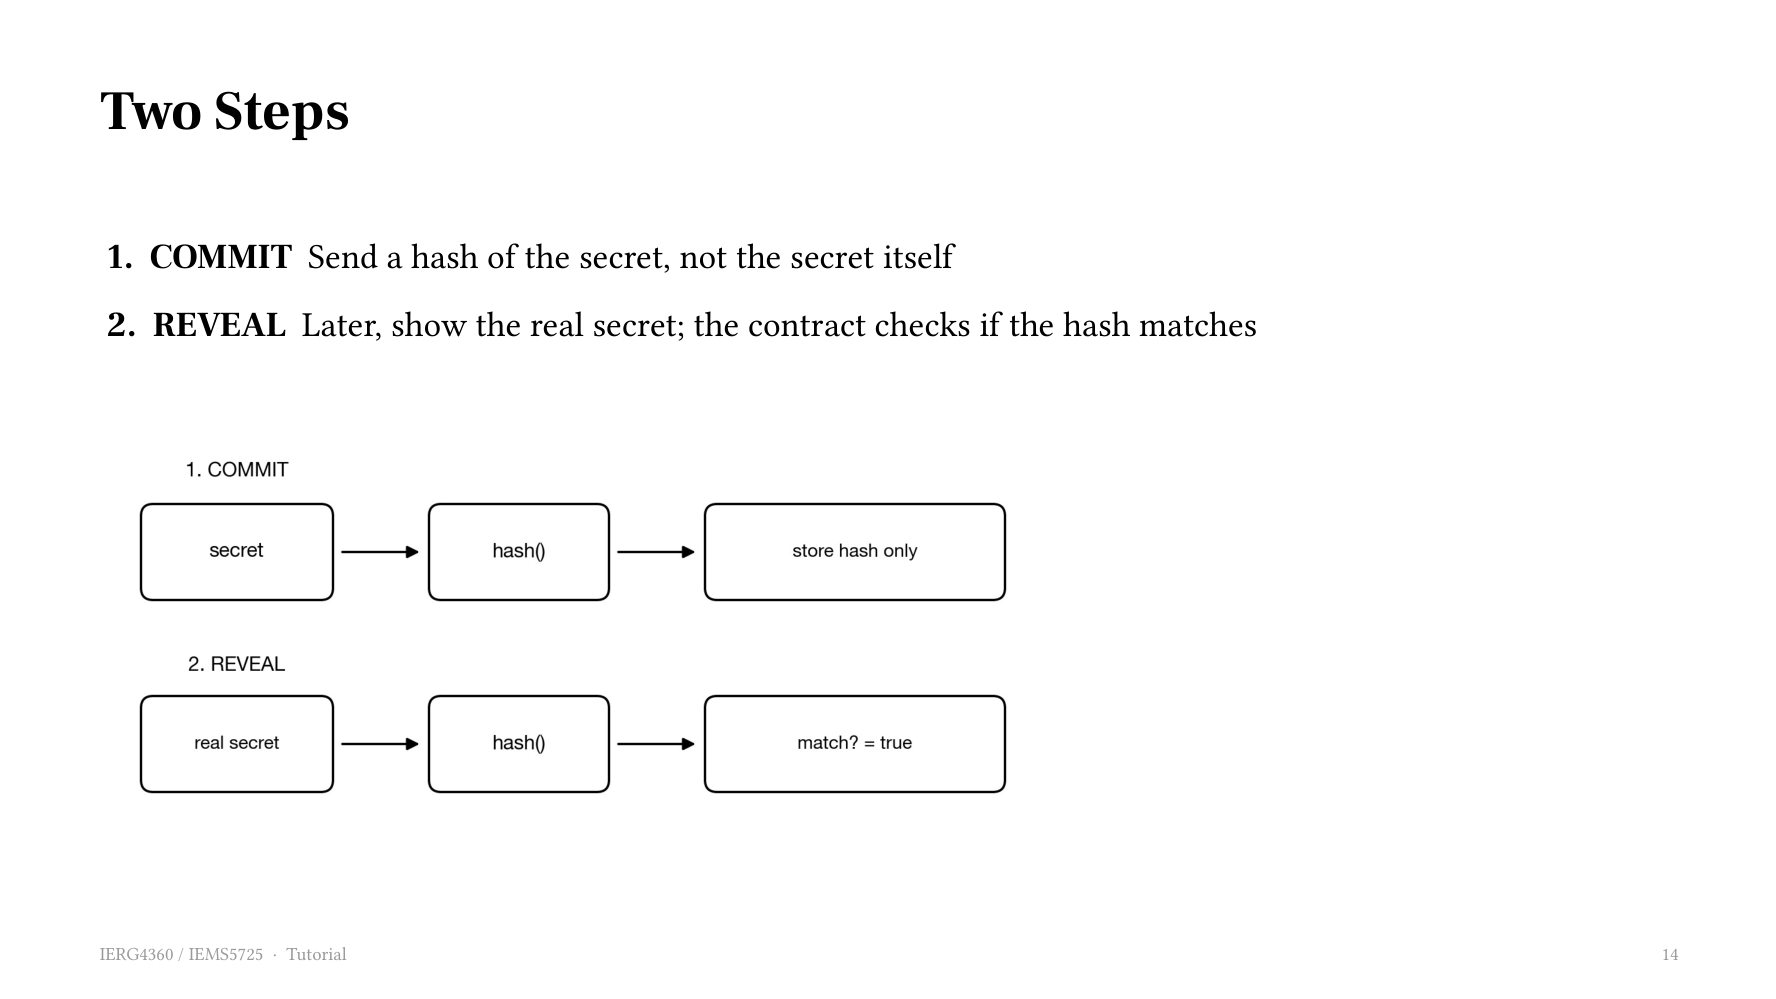 Two Steps
1. COMMIT Send a hash of the secret, not the secret itself
2. REVEAL Later, show the real secret; the contract checks if the hash matches
1. COMMIT
secret
hash()
store hash only
2. REVEAL
real secret
hash()
match? = true
IERG4360 / IEMS5725 · Tutorial
14